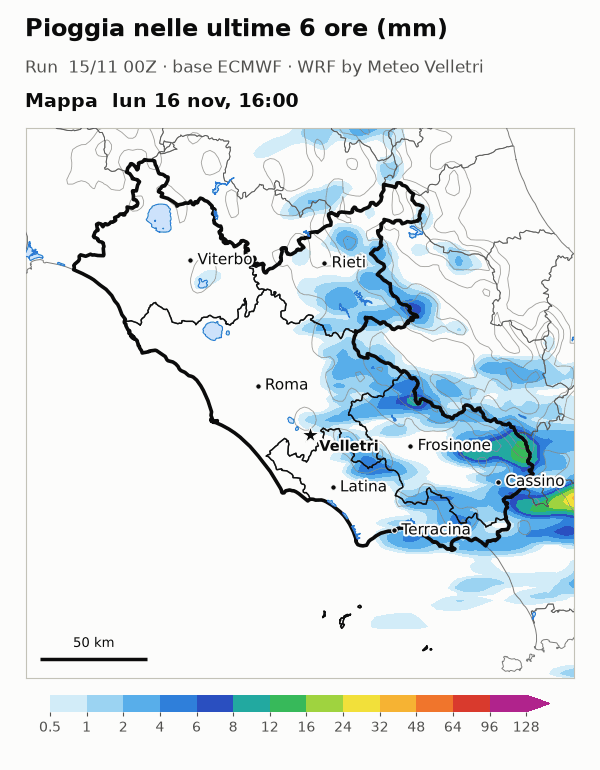 Pioggia nelle ultime 6 ore (mm)
Run  15/11 00Z · base ECMWF · WRF by Meteo Velletri
Mappa  lun 16 nov, 16:00
Viterbo
Rieti
Roma
Velletri
Frosinone
Latina
Cassino
Terracina
50 km
0.5 1 2 4 6 8 12 16 24 32 48 64 96 128